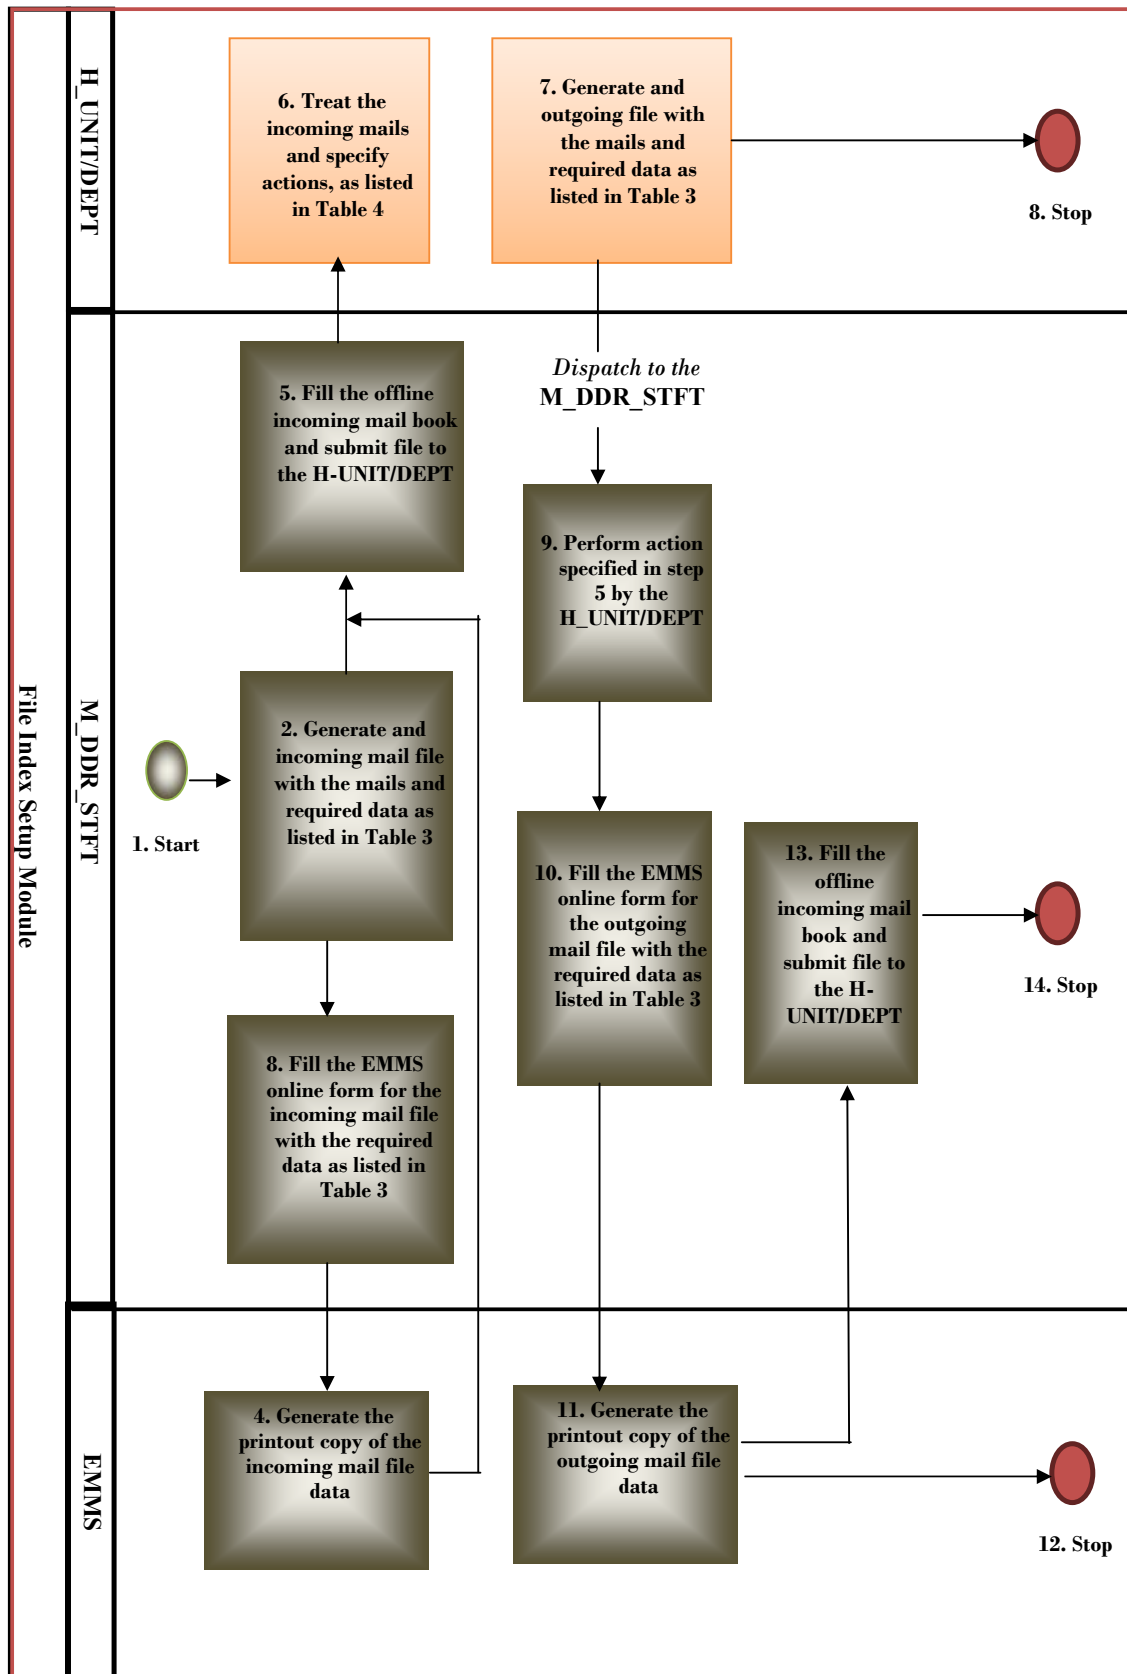 File Index Setup Module
H_UNIT/DEPT
6. Treat the
incoming mails
and specify
actions, as listed
in Table 4
7. Generate and
outgoing file with
the mails and
required data as
listed in Table 3
8. Stop
M_DDR_STFT
5. Fill the offline
incoming mail book
and submit file to
the H-UNIT/DEPT
Dispatch to the
M_DDR_STFT
9. Perform action
specified in step
5 by the
H_UNIT/DEPT
1. Start
2. Generate and
incoming mail file
with the mails and
required data as
listed in Table 3
10. Fill the EMMS
online form for
the outgoing
mail file with the
required data as
listed in Table 3
13. Fill the
offline
incoming mail
book and
submit file to
the H-
UNIT/DEPT
14. Stop
8. Fill the EMMS
online form for the
incoming mail file
with the required
data as listed in
Table 3
EMMS
4. Generate the
printout copy of the
incoming mail file
data
11. Generate the
printout copy of the
outgoing mail file
data
12. Stop